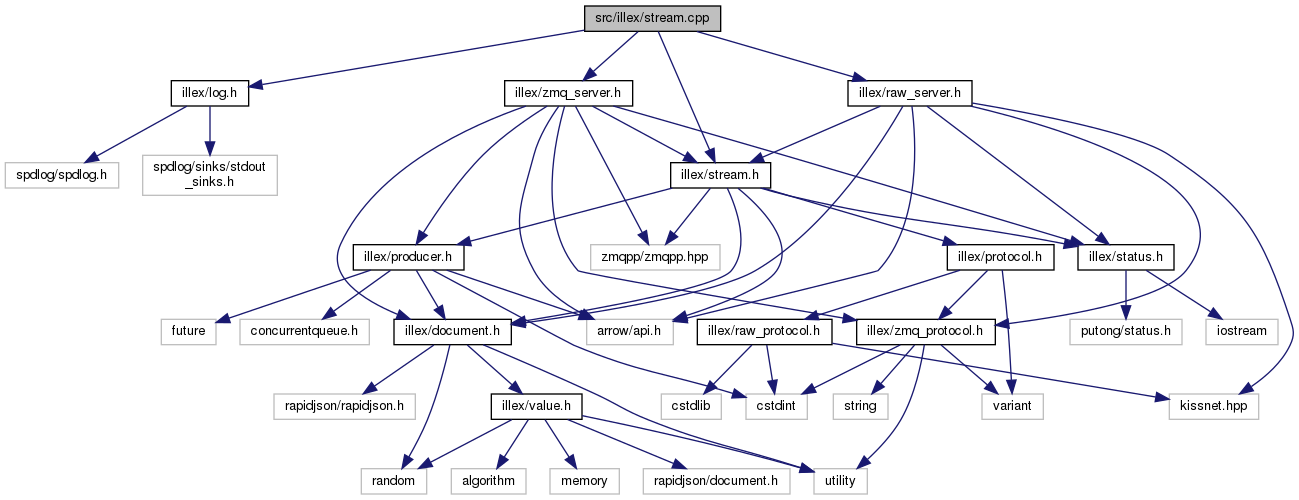 src/illex/stream.cpp
illex/log.h
illex/zmq_server.h
illex/raw_server.h
spdlog/spdlog.h
spdlog/sinks/stdout
_sinks.h
illex/stream.h
illex/producer.h
zmqpp/zmqpp.hpp
illex/protocol.h
illex/status.h
future
concurrentqueue.h
illex/document.h
arrow/api.h
illex/raw_protocol.h
illex/zmq_protocol.h
putong/status.h
iostream
rapidjson/rapidjson.h
illex/value.h
cstdlib
cstdint
string
variant
kissnet.hpp
random
algorithm
memory
rapidjson/document.h
utility